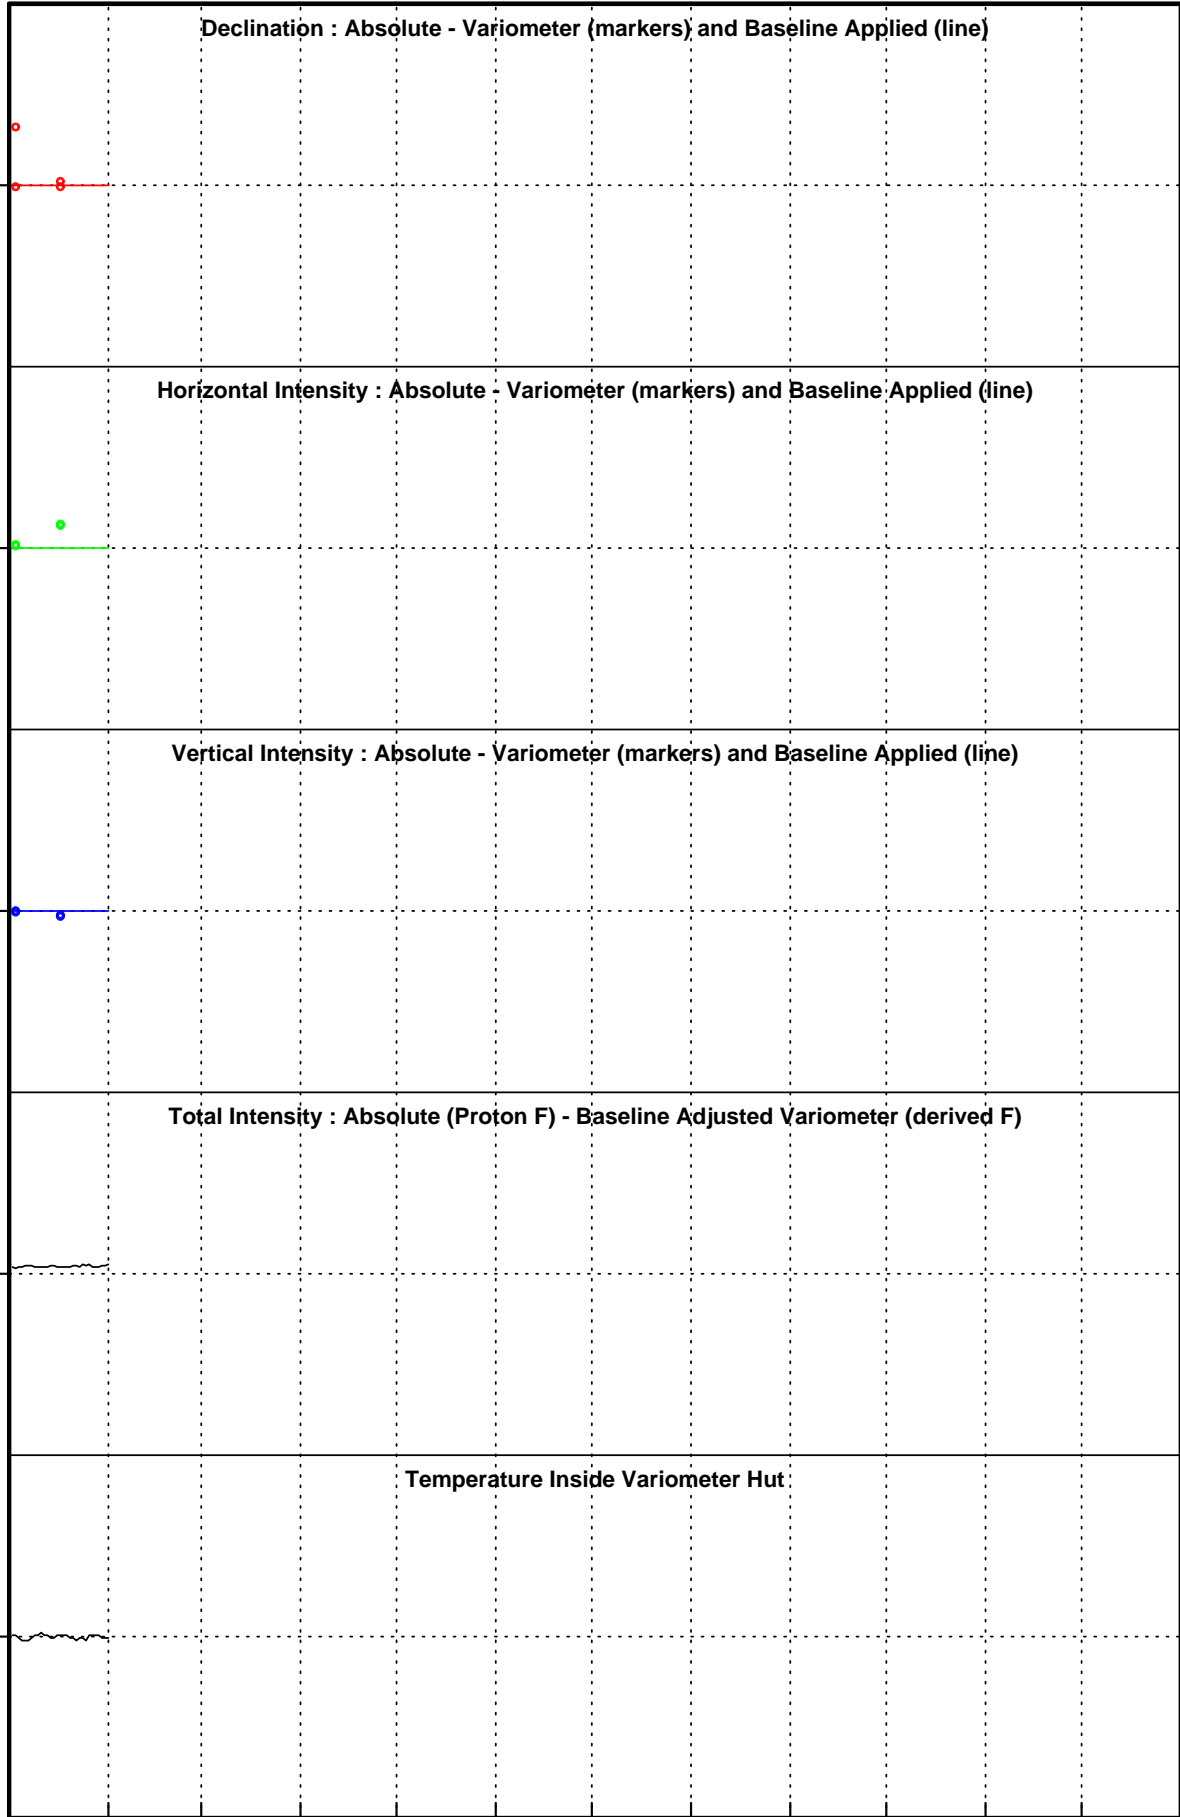 Declination : Absolute - Variometer (markers) and Baseline Applied (line)
Horizontal Intensity : Absolute - Variometer (markers) and Baseline Applied (line)
Vertical Intensity : Absolute - Variometer (markers) and Baseline Applied (line)
Total Intensity : Absolute (Proton F) - Baseline Adjusted Variometer (derived F)
Temperature Inside Variometer Hut